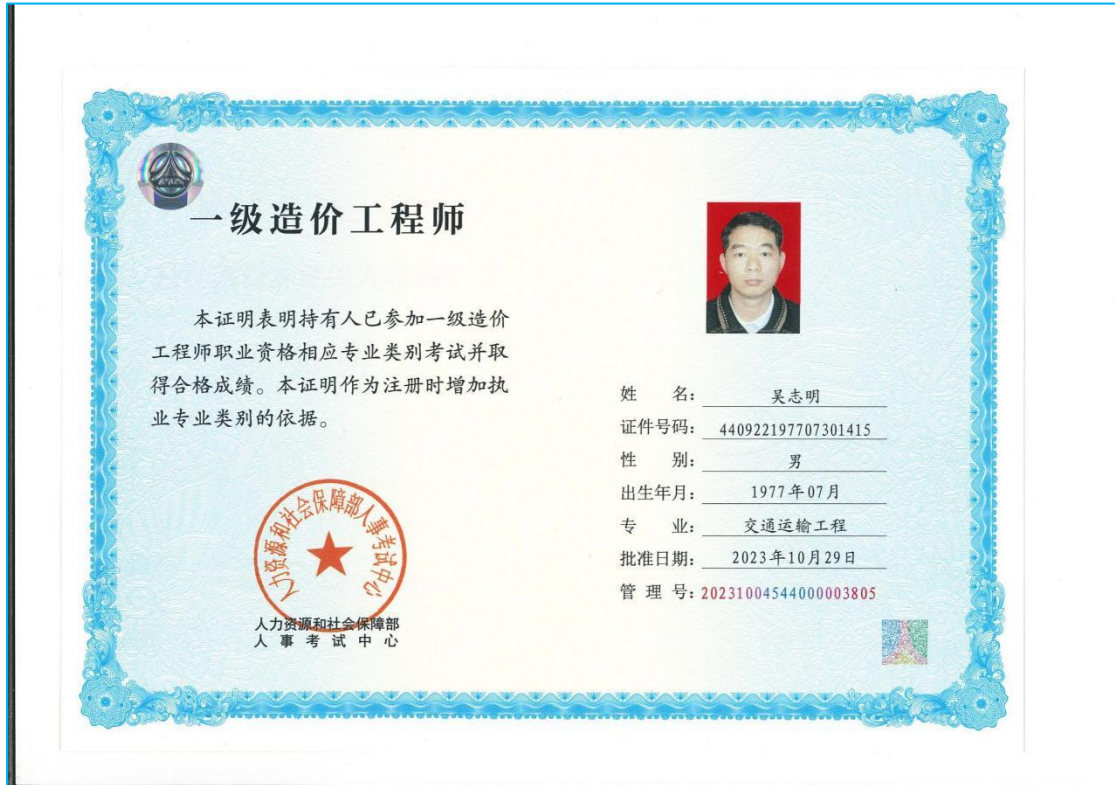 一级造价工程师
本证明表明持有人已参加一级造价
工程师职业资格相应专业类别考试并取
得合格成绩。本证明作为注册时增加执
业专业类别的依据。
人力资源和社会保障部人事考试中心
人力资源和社会保障部
人事考试中心
姓名：吴志明
证件号码：440922197707301415
性别：男
出生年月：1977年07月
专业：交通运输工程
批准日期：2023年10月29日
管理号：20231004544000003805